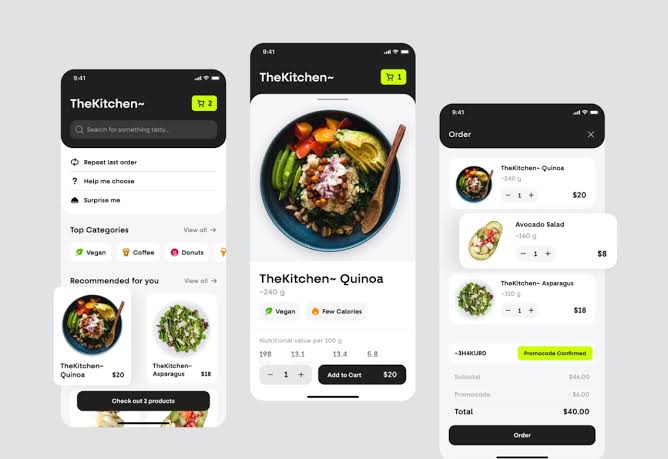 9:41
TheKitchen~
2
Search for something tasty...
Repeat last order
? Help me choose
Surprise me
Top Categories View all →
Vegan Coffee Donuts
Recommended for you View all →
TheKitchen~
Quinoa $20
TheKitchen~
Asparagus $18
Check out 2 products
9:41
TheKitchen~
1
TheKitchen~ Quinoa
~240 g
Vegan Few Calories
Nutritional value per 100 g
198 13.1 13.4 5.8
− 1 +
Add to Cart $20
9:41
Order
TheKitchen~ Quinoa
~240 g
− 1 + $20
Avocado Salad
~160 g
− 1 + $8
TheKitchen~ Asparagus
~310 g
− 1 + $18
~3H4KUR0 Promocode Confirmed
Subtotal $46.00
Promocode - $6.00
Total $40.00
Order